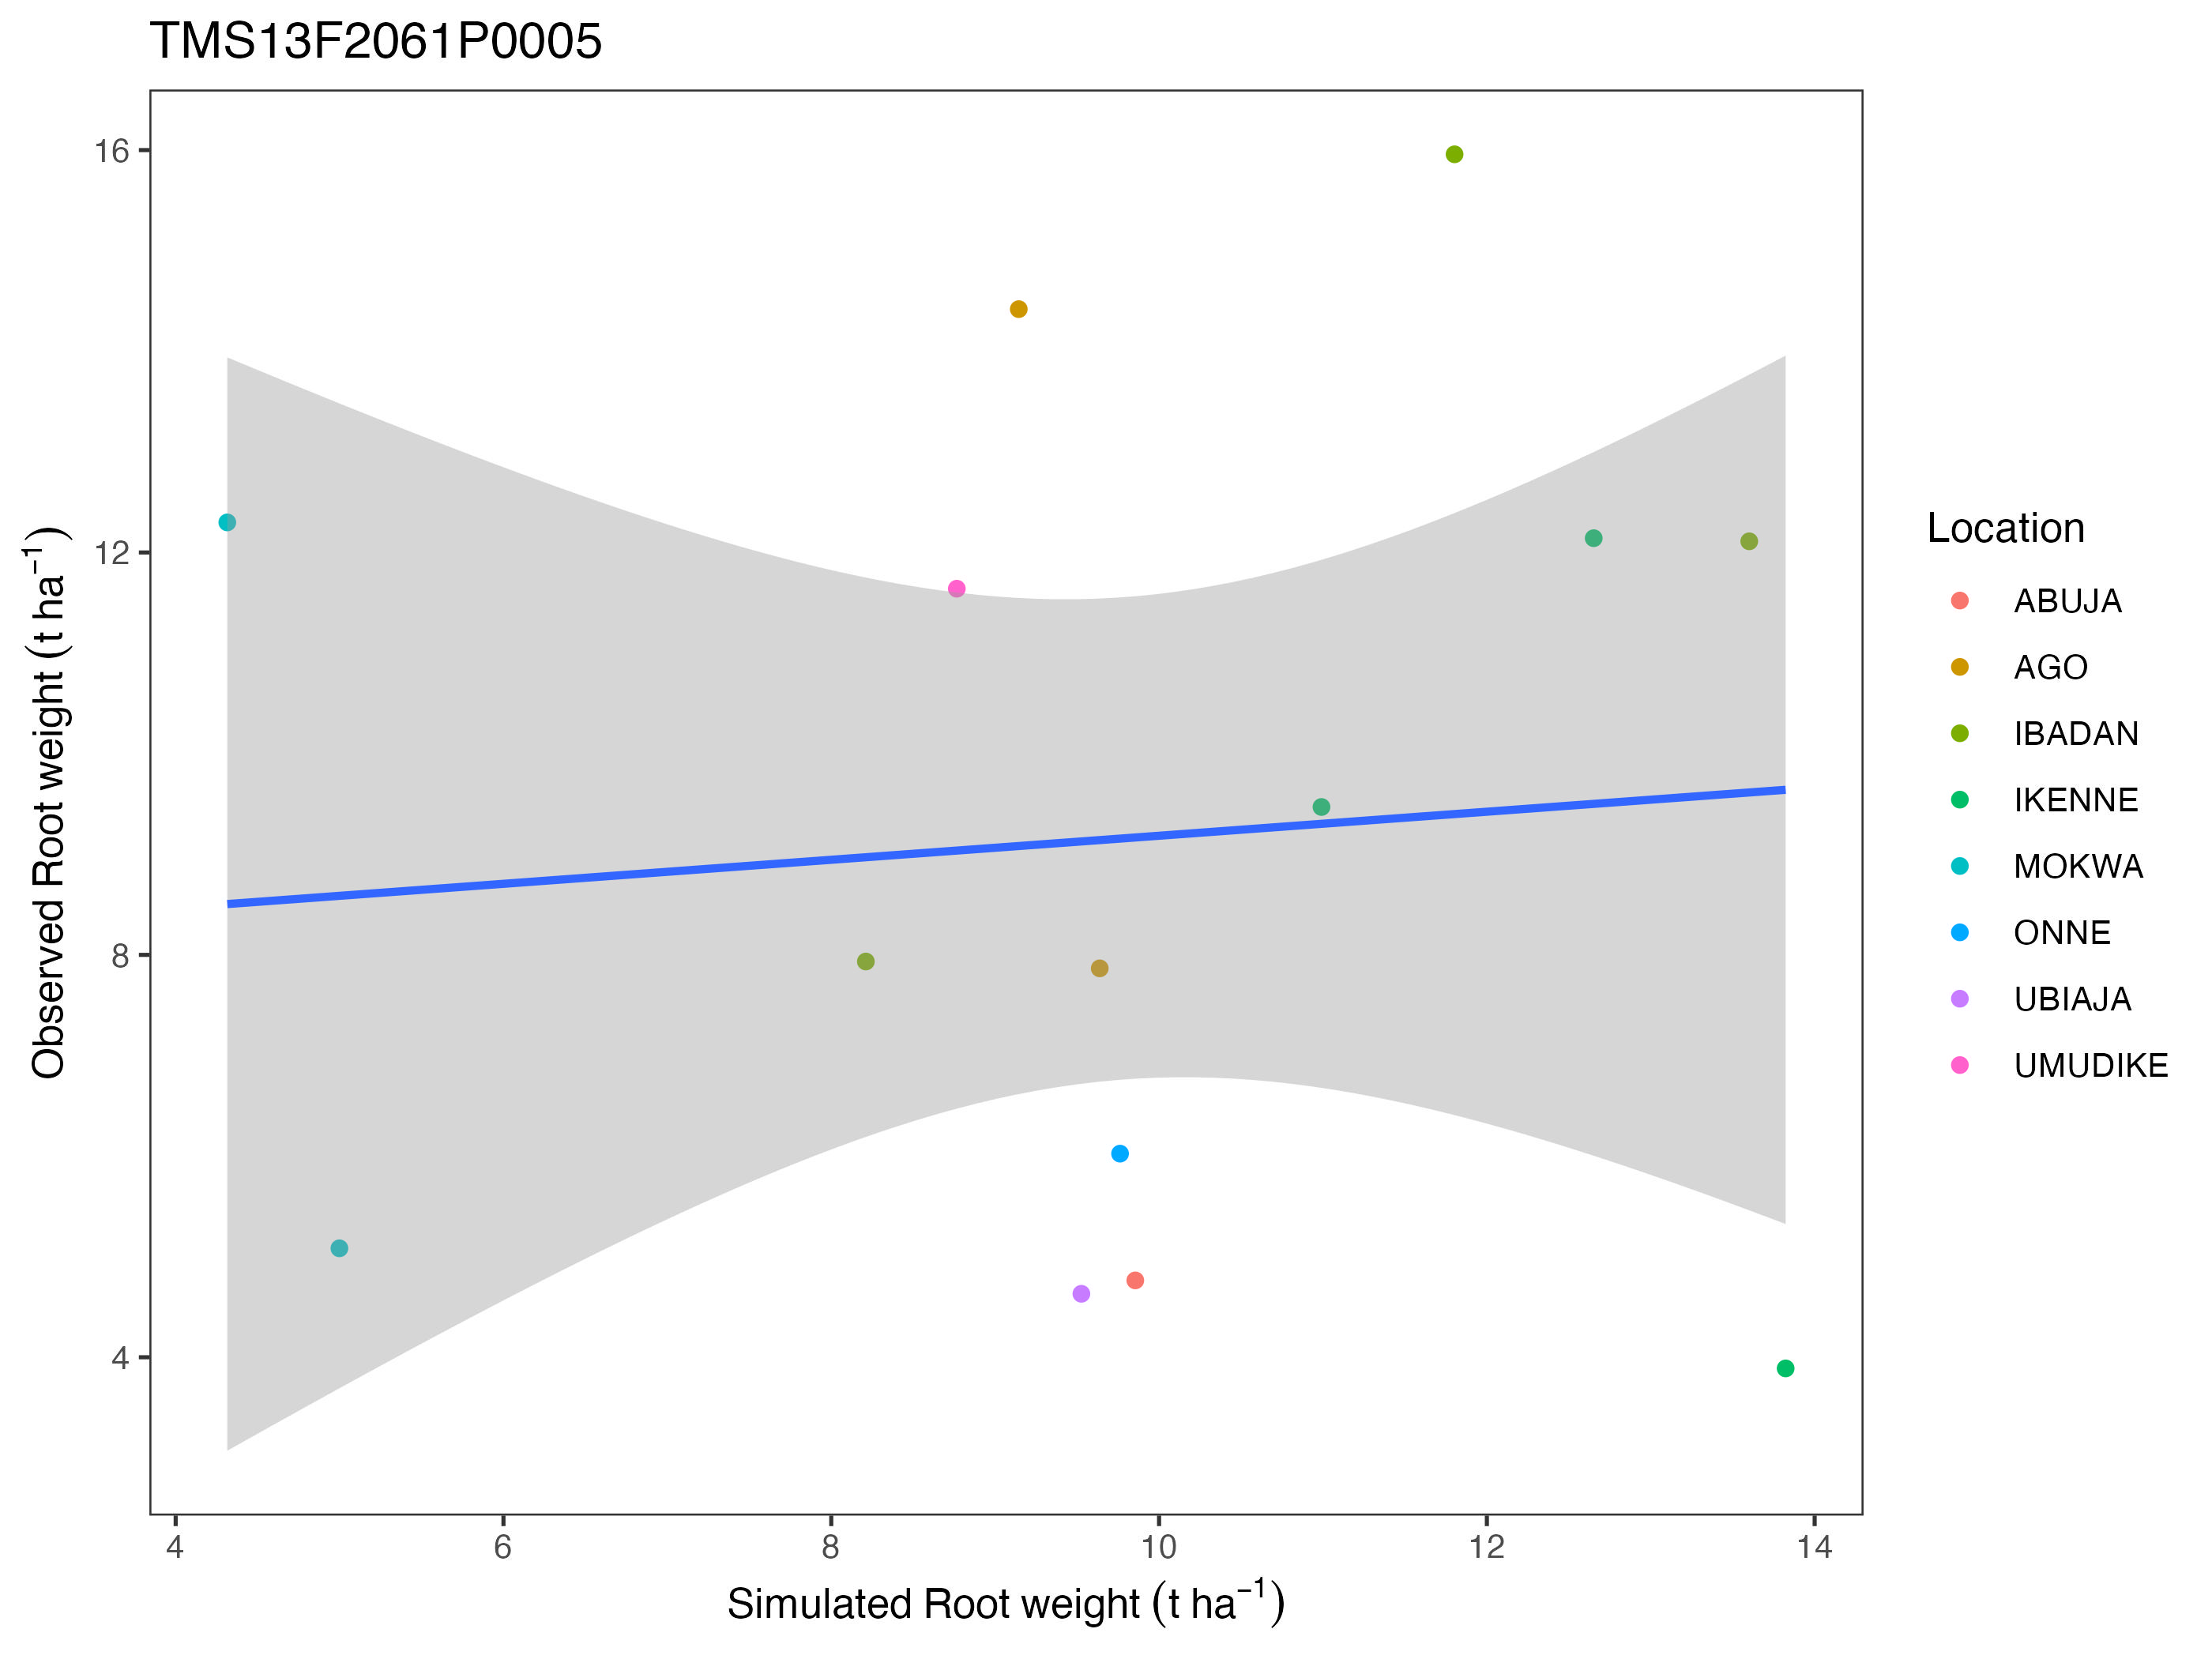 TMS13F2061P0005
16
12
8
4
Observed Root weight (t ha⁻¹)
4 6 8 10 12 14
Simulated Root weight (t ha⁻¹)
Location
ABUJA
AGO
IBADAN
IKENNE
MOKWA
ONNE
UBIAJA
UMUDIKE